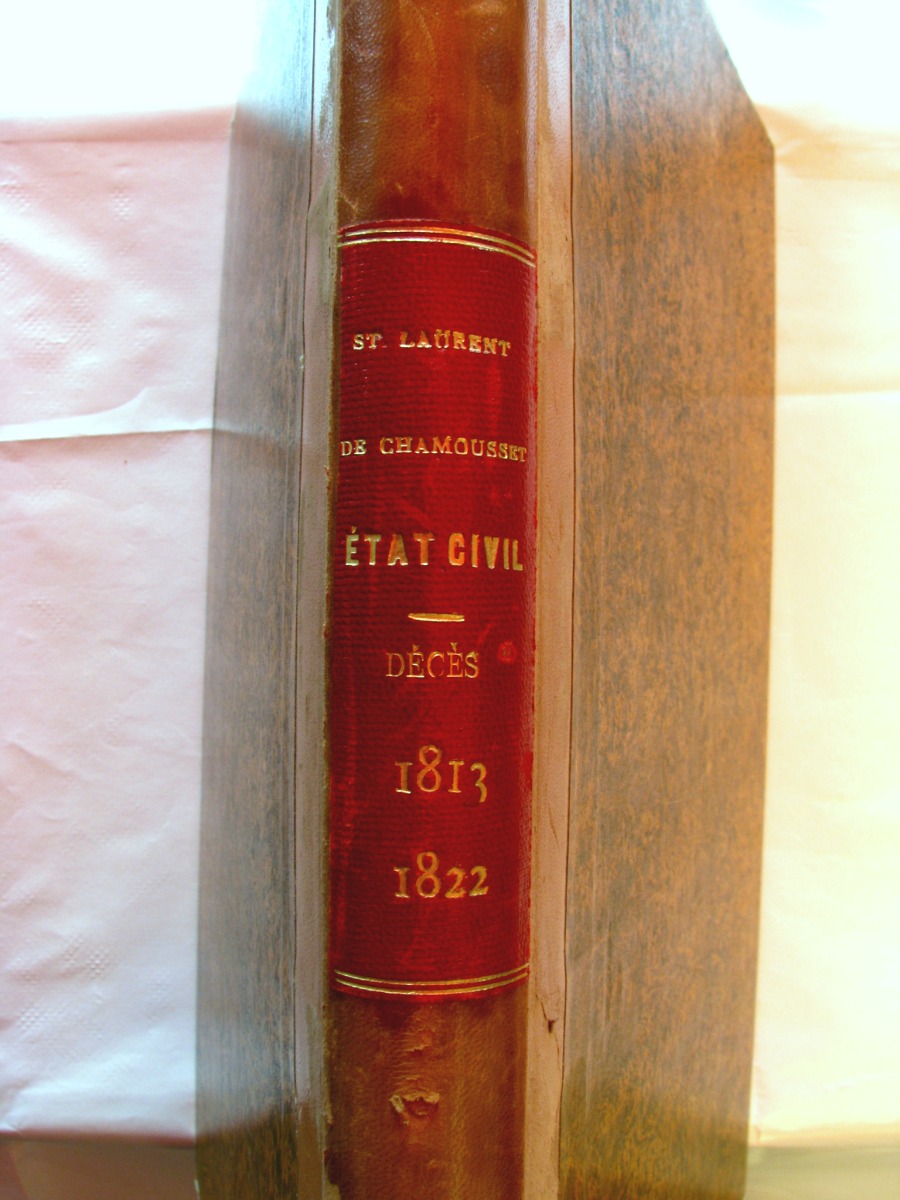 ST. LAURENT
DE CHAMOUSSET
ÉTAT CIVIL
DÉCÈS
1813
1822